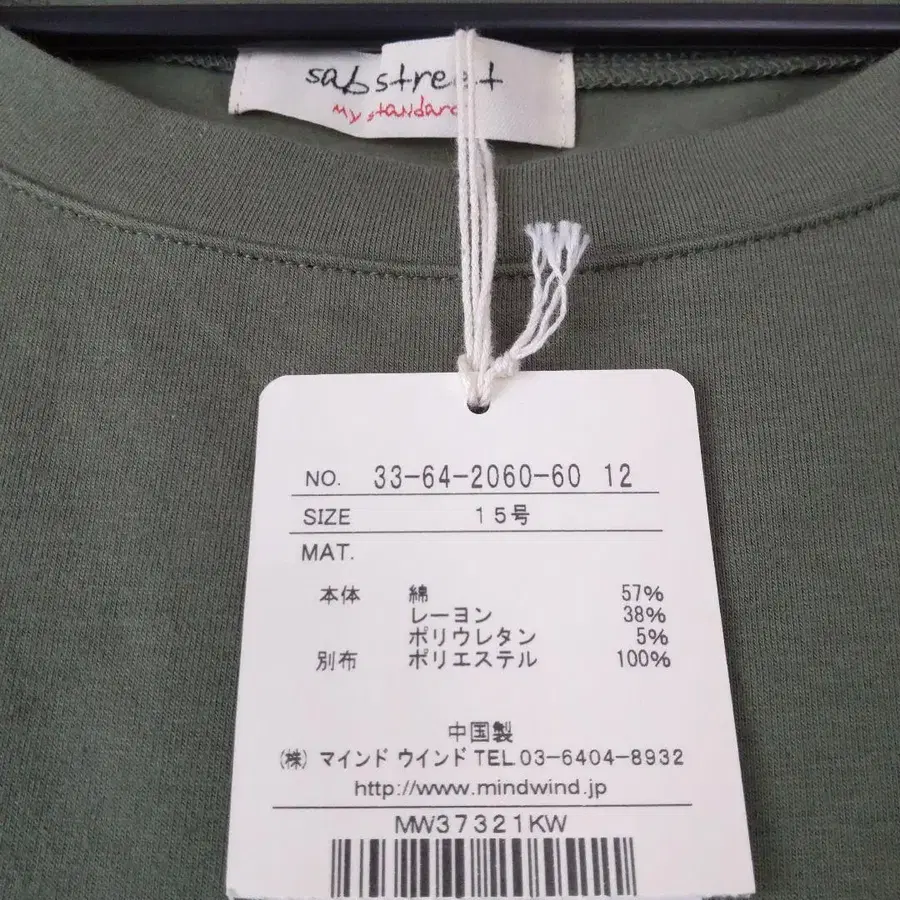 sabstreet
my standard
NO. 33-64-2060-60 12
SIZE 15号
MAT.
本体 綿 57%
レーヨン 38%
ポリウレタン 5%
別布 ポリエステル 100%
中国製
(株) マインド ウインド TEL.03-6404-8932
http://www.mindwind.jp
MW37321KW